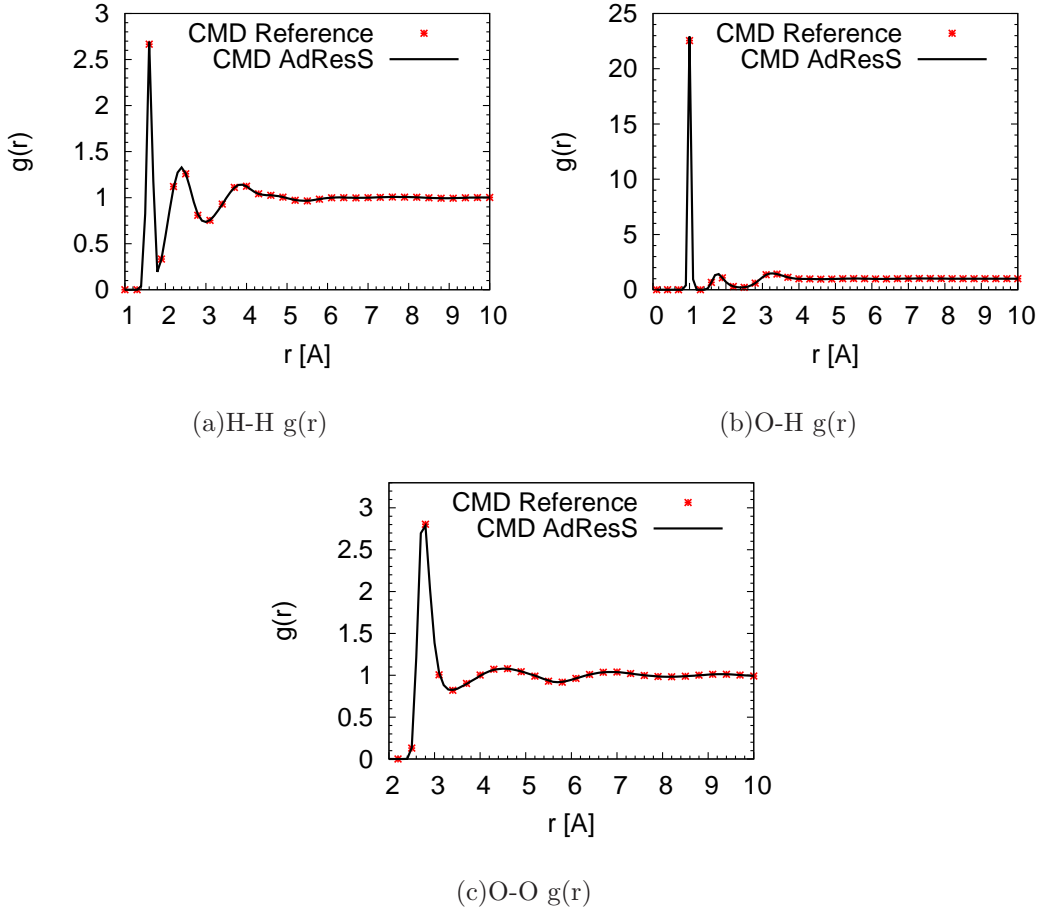 3
2.5
2
1.5
1
0.5
0
g(r)
CMD Reference
CMD AdResS
1 2 3 4 5 6 7 8 9 10
r [A]
(a)H-H g(r)
25
20
15
10
5
0
g(r)
CMD Reference
CMD AdResS
0 1 2 3 4 5 6 7 8 9 10
r [A]
(b)O-H g(r)
3
2.5
2
1.5
1
0.5
0
g(r)
CMD Reference
CMD AdResS
2 3 4 5 6 7 8 9 10
r [A]
(c)O-O g(r)